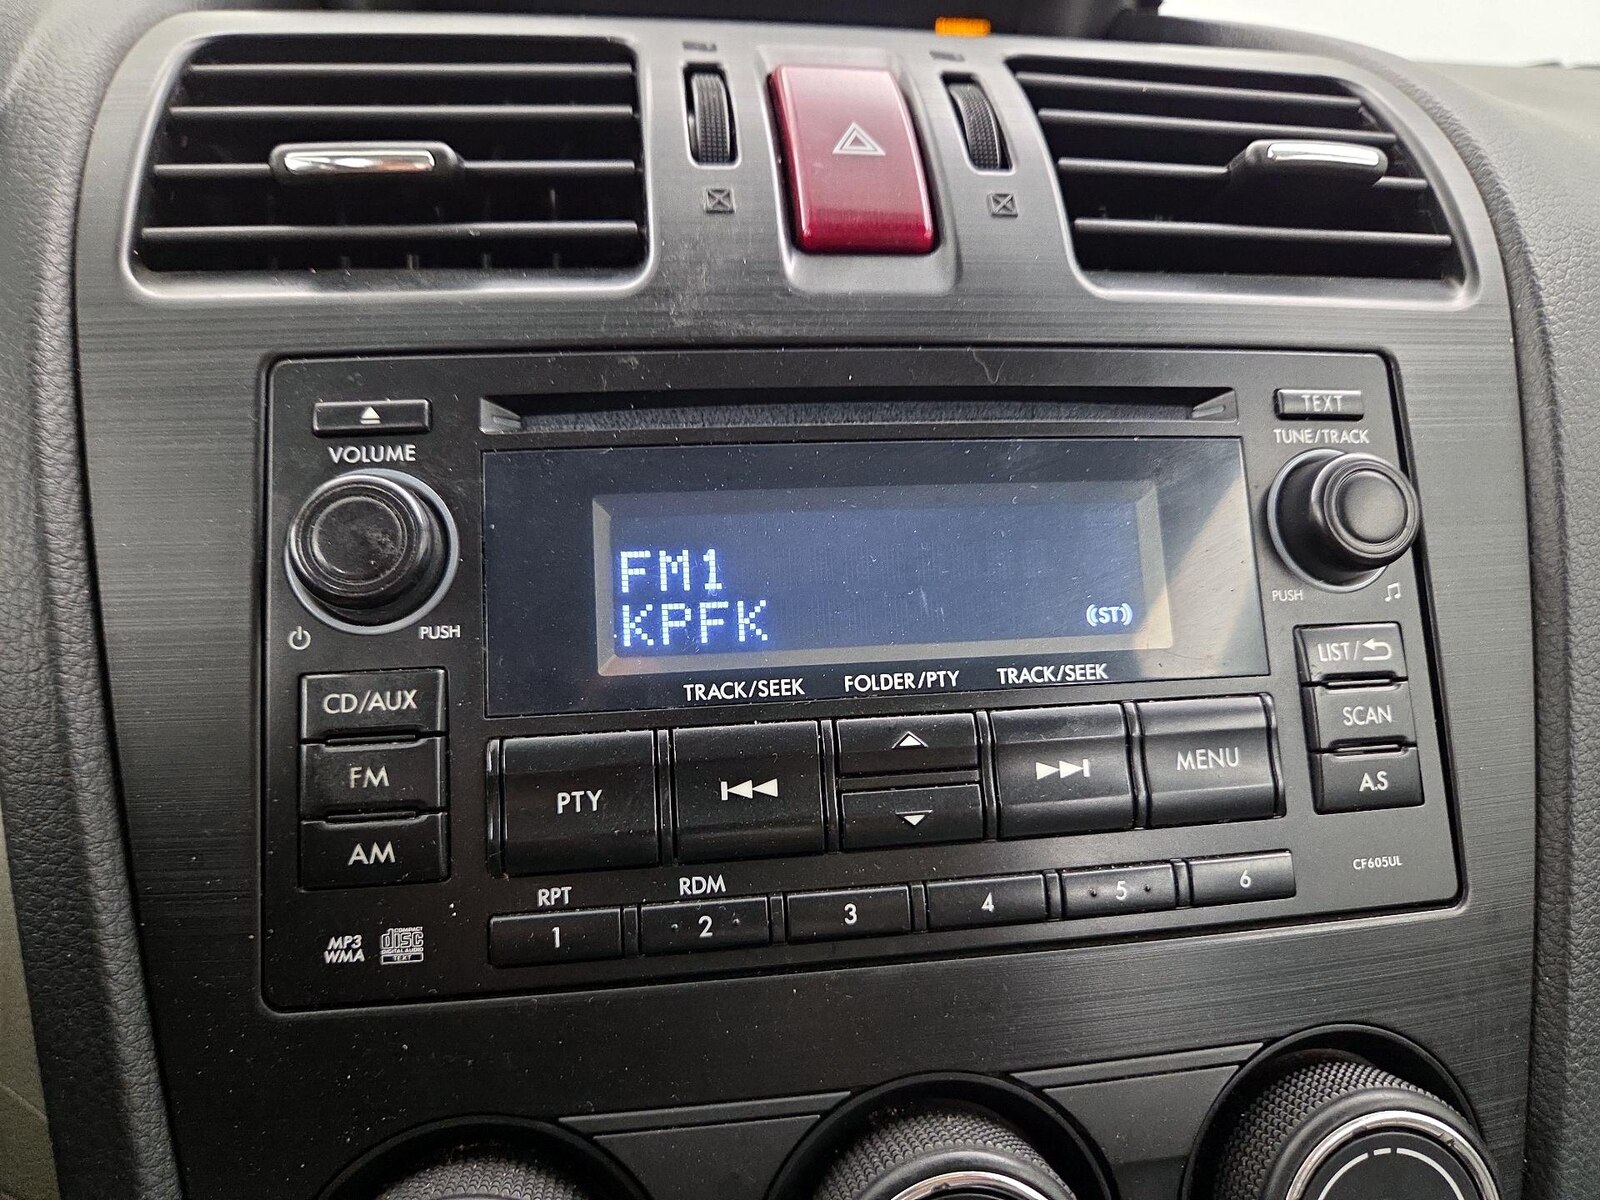 VOLUME
PUSH
CD/AUX
FM
AM
MP3
WMA
COMPACT
disc
DIGITAL AUDIO
TEXT
FM1
KPFK
(ST)
TRACK/SEEK
FOLDER/PTY
TRACK/SEEK
PTY
MENU
RPT
RDM
1
2
3
4
5
6
TEXT
TUNE/TRACK
PUSH
LIST/
SCAN
A.S
CF605UL